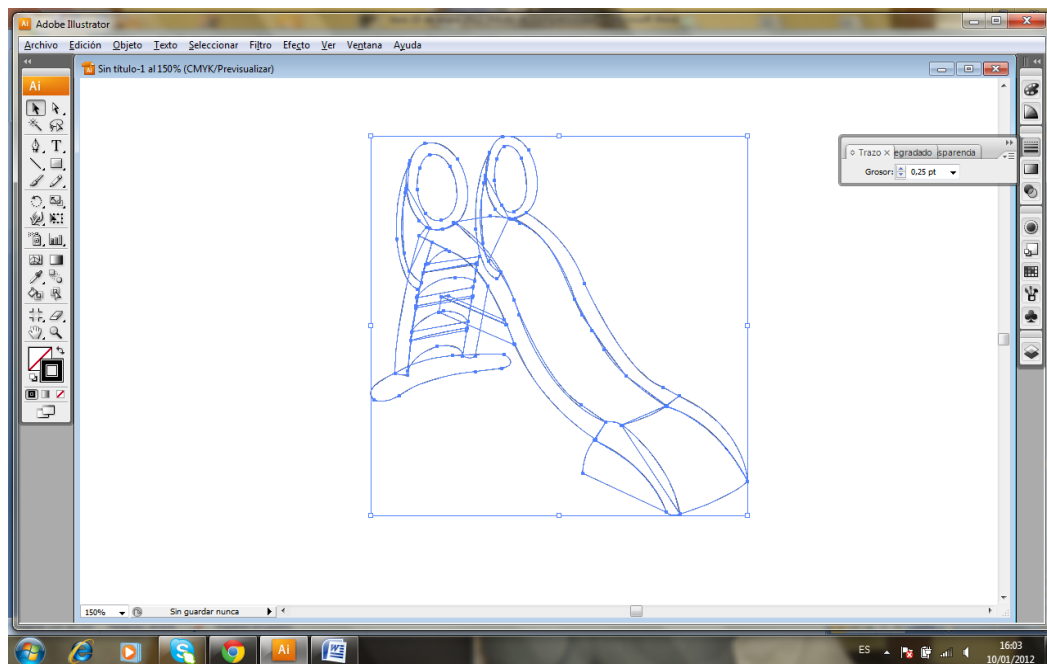 Adobe Illustrator
Archivo Edición Objeto Texto Seleccionar Filtro Efecto Ver Ventana Ayuda
Sin título-1 al 150% (CMYK/Previsualizar)
Ai
T
Trazo × egradado sparenda
Grosor: 0,25 pt
150% Sin guardar nunca
Ai
ES
16:03
10/01/2012